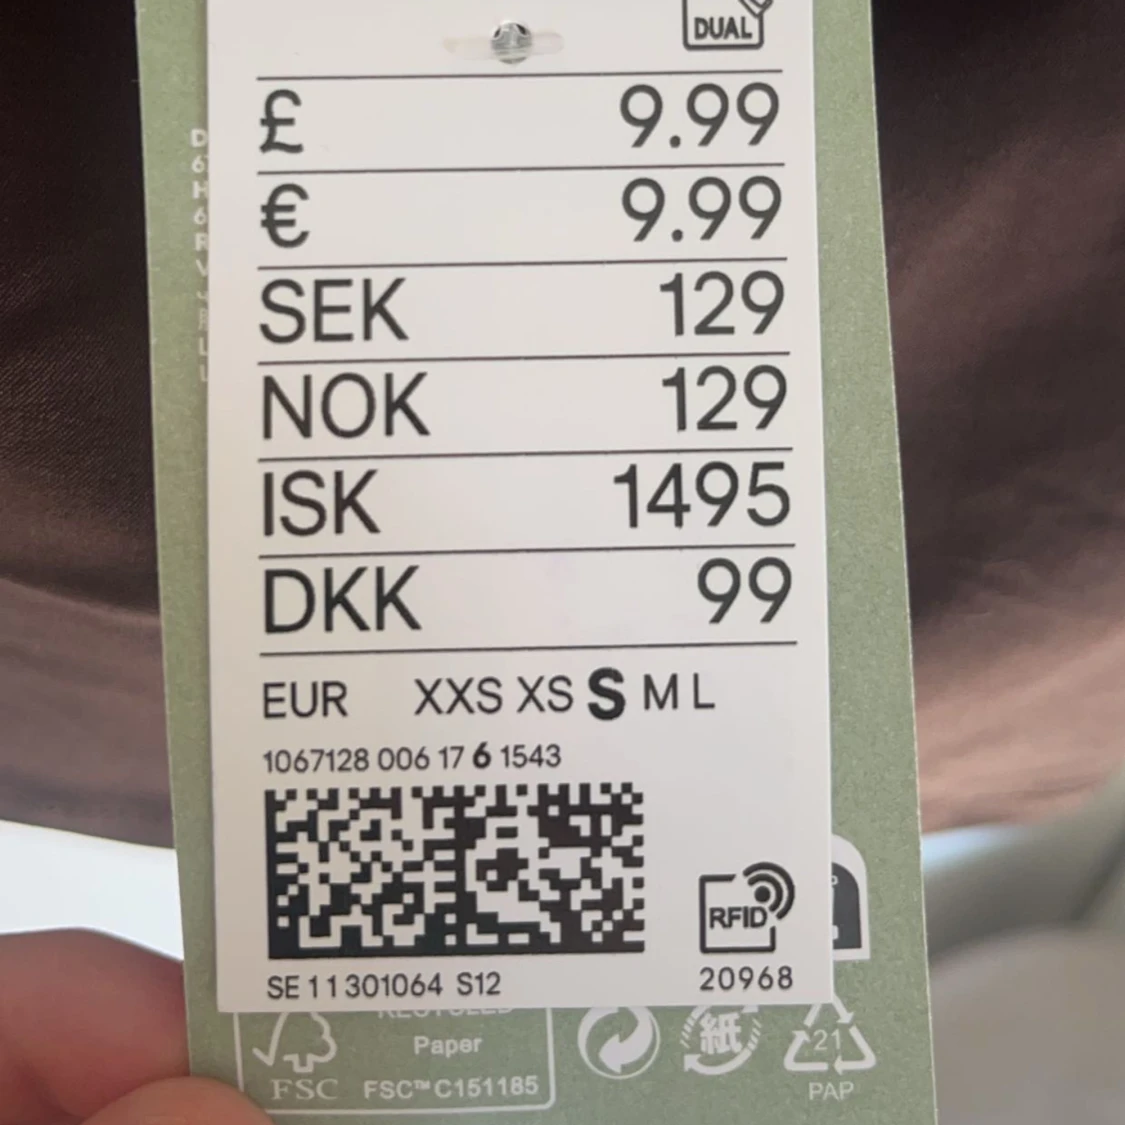 DUAL
£ 9.99
€ 9.99
SEK 129
NOK 129
ISK 1495
DKK 99
EUR XXS XS S M L
1067128 006 17 6 1543
RFID
SE 11 301064 S12
20968
RECYCLED
Paper
FSC
FSC™ C151185
紙
21
PAP